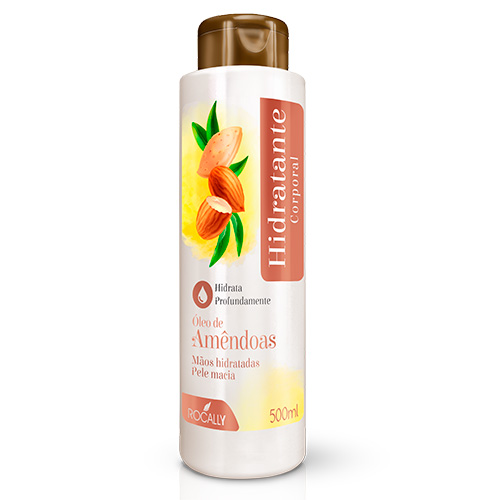 Hidratante
Corporal
Hidrata
Profundamente
Óleo de
Amêndoas
Mãos hidratadas
Pele macia
ROCALLY
500ml